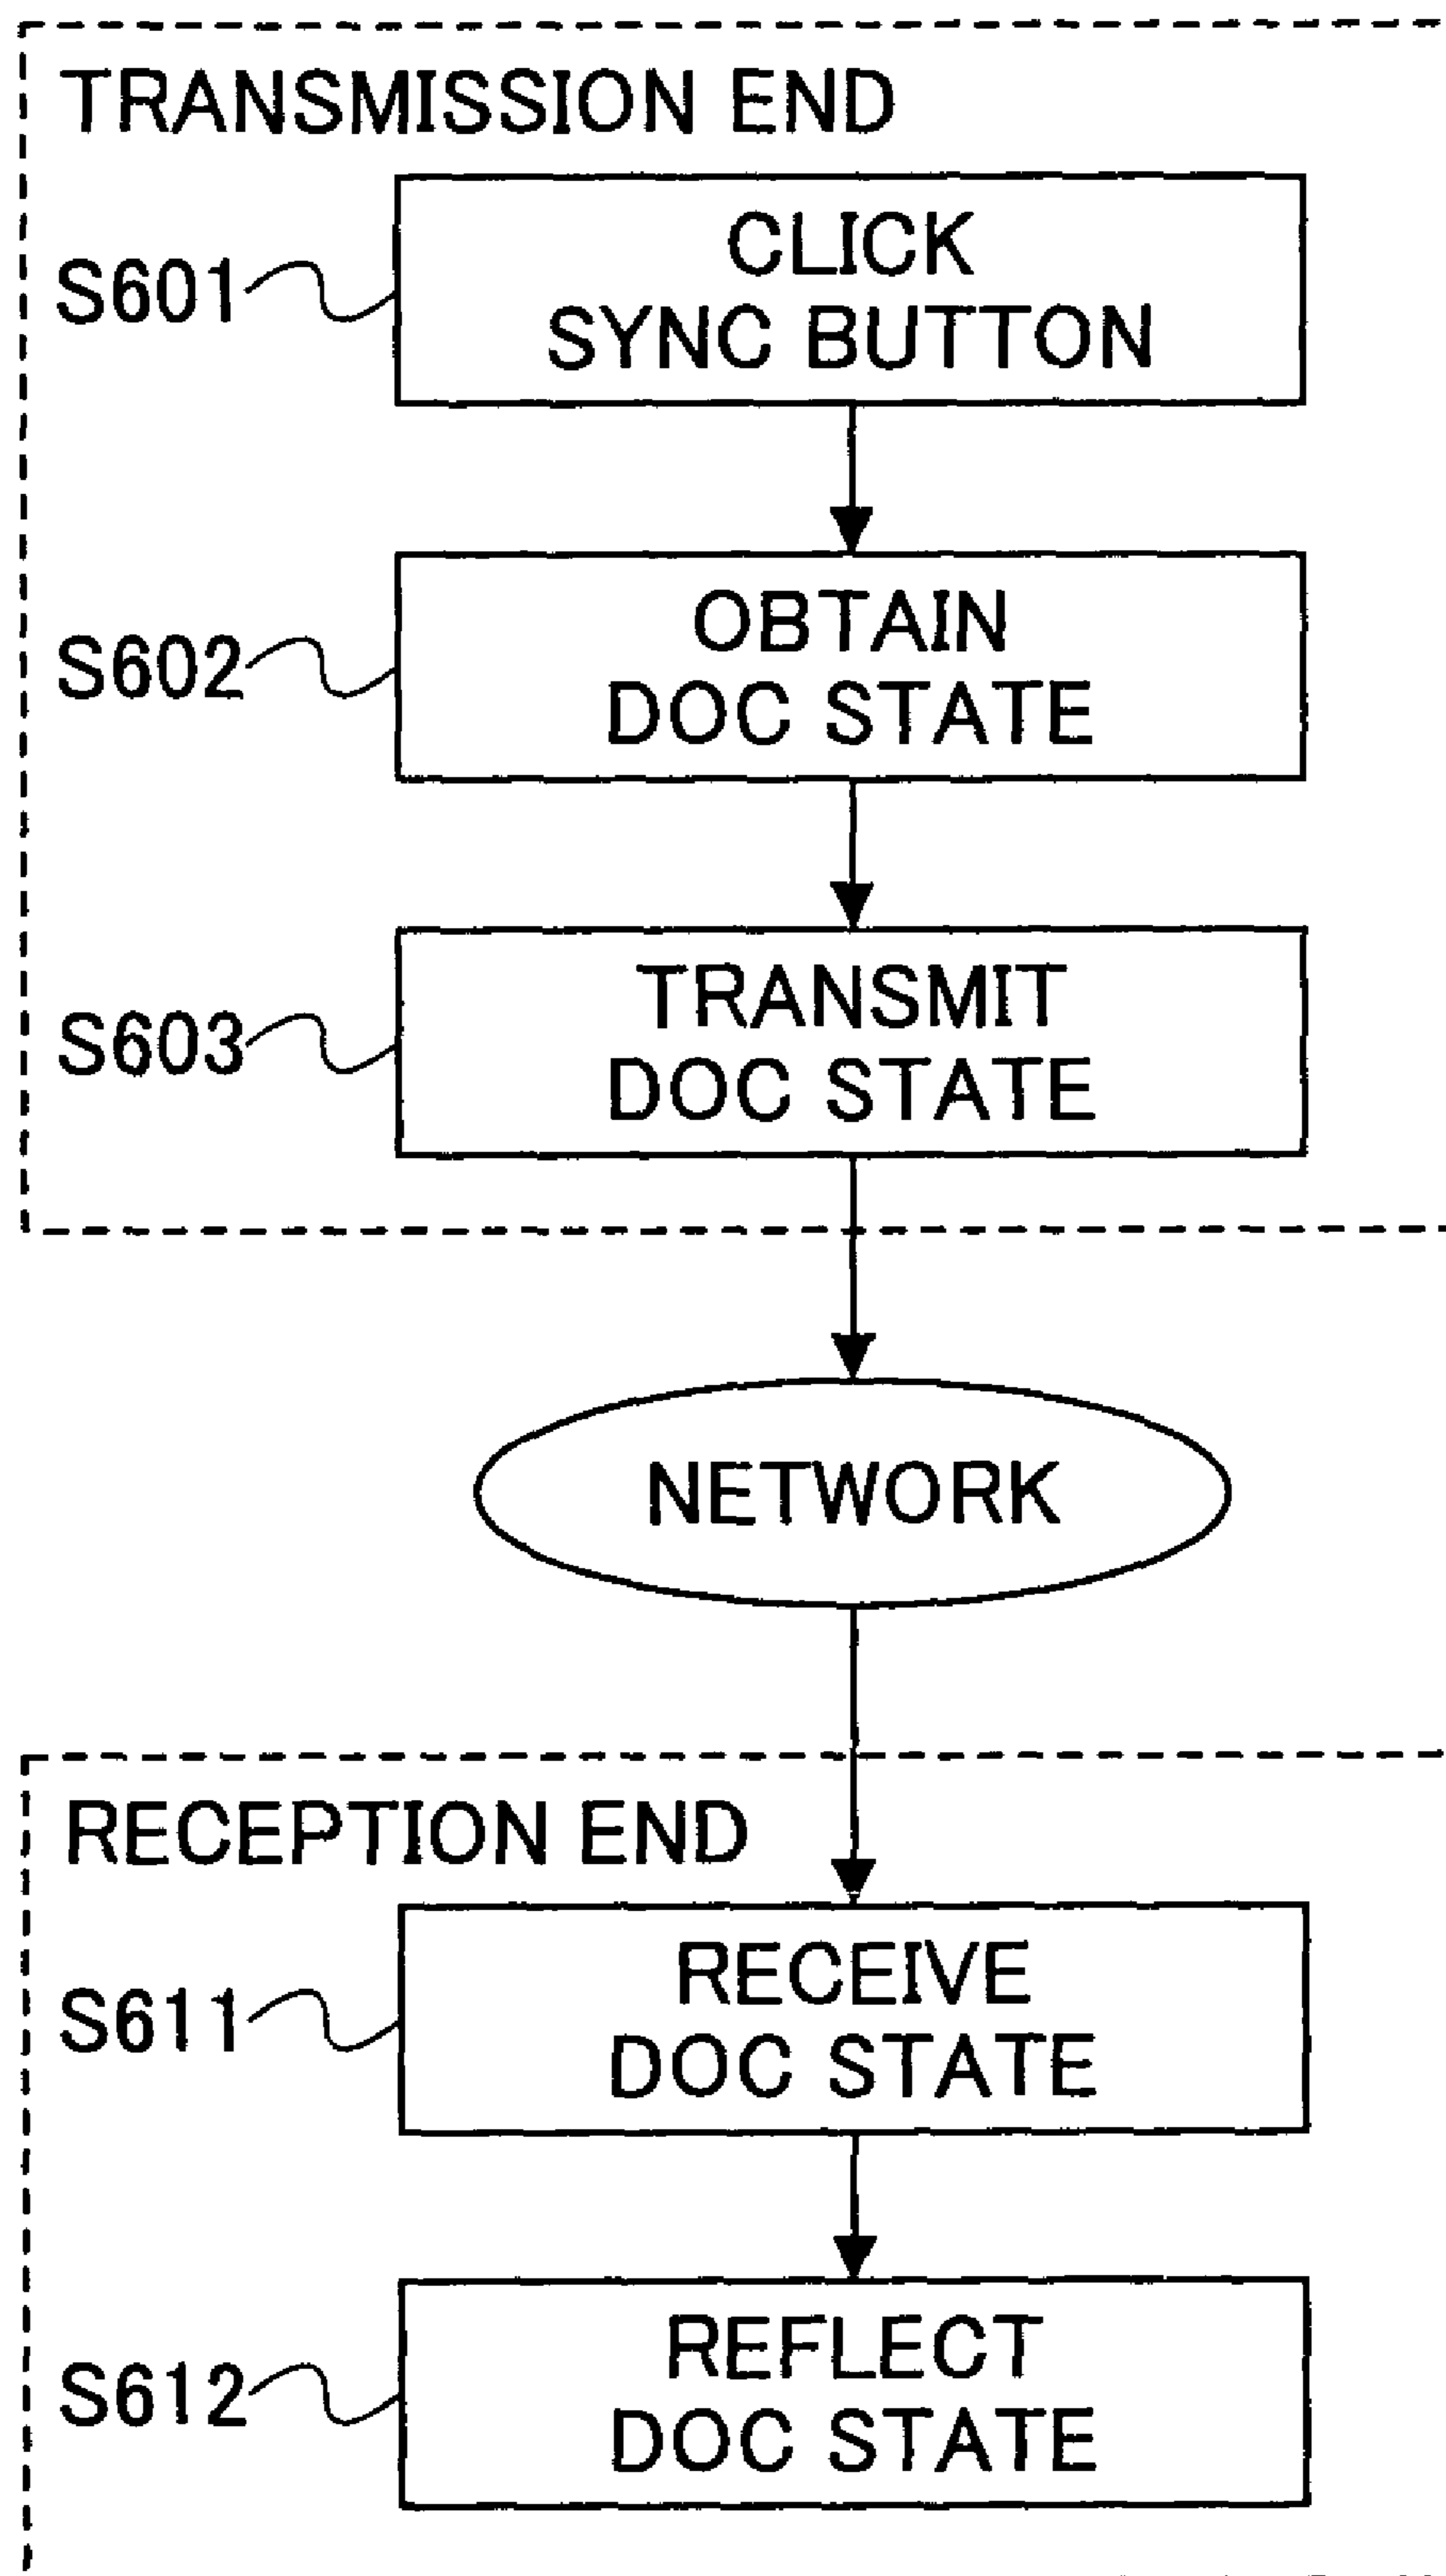 TRANSMISSION END
S601
CLICK
SYNC BUTTON
S602
OBTAIN
DOC STATE
S603
TRANSMIT
DOC STATE
NETWORK
RECEPTION END
S611
RECEIVE
DOC STATE
S612
REFLECT
DOC STATE